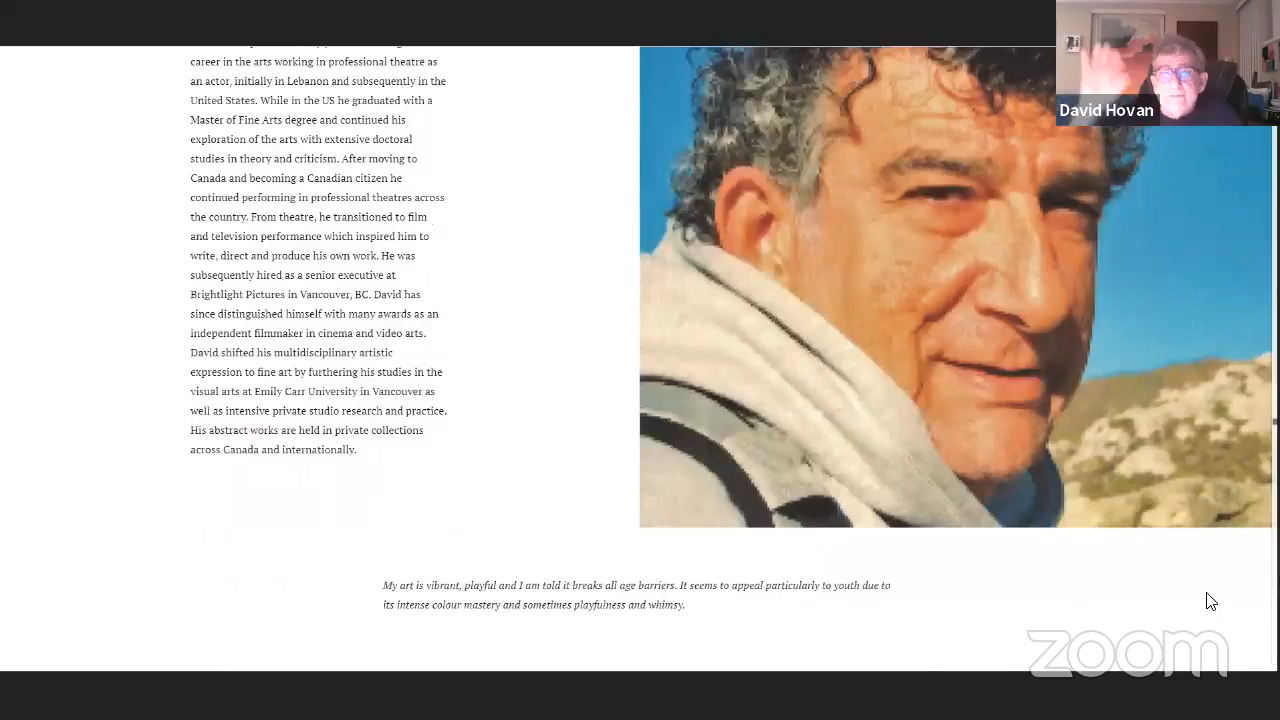 career in the arts working in professional theatre as
an actor, initially in Lebanon and subsequently in the
United States. While in the US he graduated with a
Master of Fine Arts degree and continued his
exploration of the arts with extensive doctoral
studies in theory and criticism. After moving to
Canada and becoming a Canadian citizen he
continued performing in professional theatres across
the country. From theatre, he transitioned to film
and television performance which inspired him to
write, direct and produce his own work. He was
subsequently hired as a senior executive at
Brightlight Pictures in Vancouver, BC. David has
since distinguished himself with many awards as an
independent filmmaker in cinema and video arts.
David shifted his multidisciplinary artistic
expression to fine art by furthering his studies in the
visual arts at Emily Carr University in Vancouver as
well as intensive private studio research and practice.
His abstract works are held in private collections
across Canada and internationally.
David Hovan
My art is vibrant, playful and I am told it breaks all age barriers. It seems to appeal particularly to youth due to
its intense colour mastery and sometimes playfulness and whimsy.
zoom